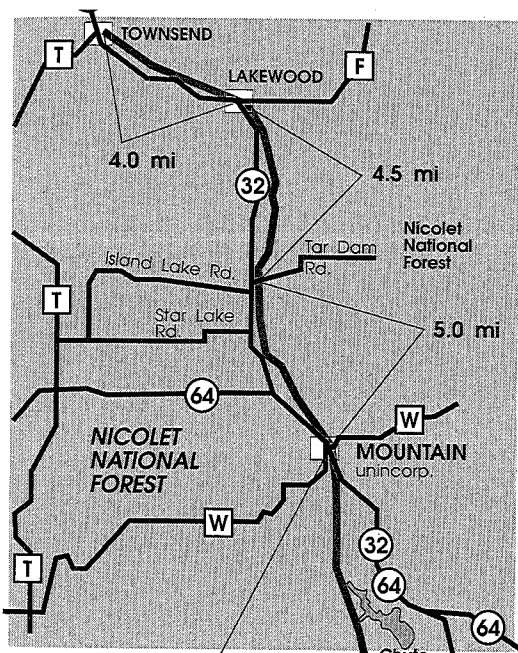 TOWNSEND
T
F
LAKEWOOD
4.0 mi
4.5 mi
32
Nicolet
National
Forest
Tar Dam
Rd.
Island Lake Rd.
T
Star Lake
Rd.
5.0 mi
64
W
NICOLET
NATIONAL
FOREST
MOUNTAIN
unincorp.
W
32
T
64
64